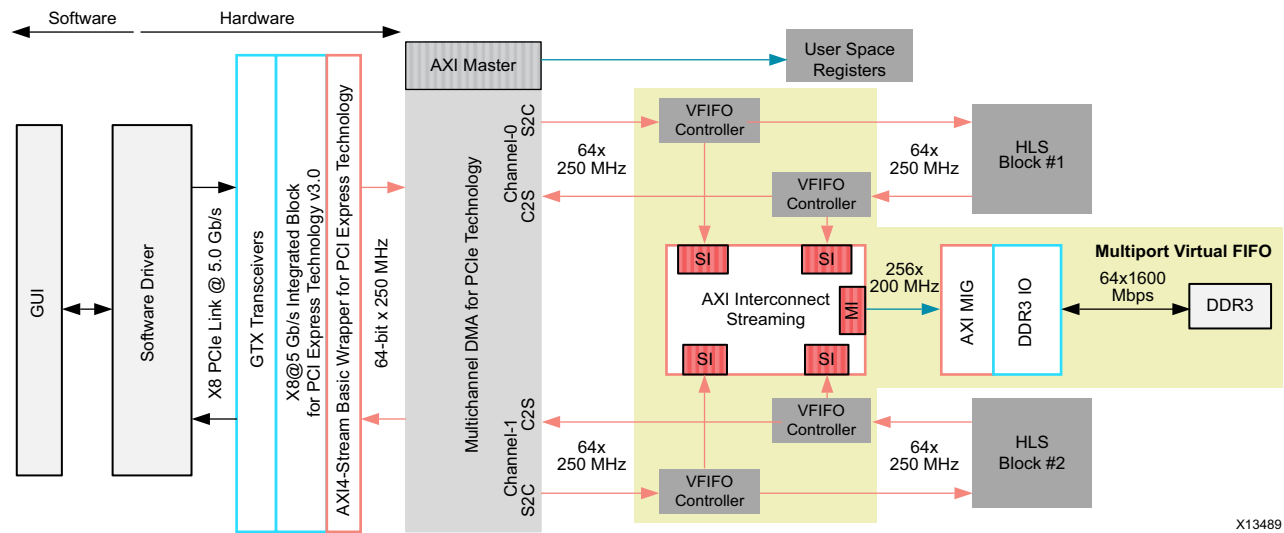 Software
Hardware
GUI
Software Driver
X8 PCIe Link @ 5.0 Gb/s
GTX Transceivers
X8@5 Gb/s Integrated Block
for PCI Express Technology v3.0
AXI4-Stream Basic Wrapper for PCI Express Technology
64-bit x 250 MHz
AXI Master
Multichannel DMA for PCIe Technology
Channel-0
S2C
C2S
Channel-1
C2S
S2C
User Space
Registers
64x
250 MHz
VFIFO
Controller
64x
250 MHz
HLS
Block #1
VFIFO
Controller
SI
SI
AXI Interconnect
Streaming
MI
SI
SI
256x
200 MHz
AXI MIG
DDR3 IO
Multiport Virtual FIFO
64x1600
Mbps
DDR3
VFIFO
Controller
64x
250 MHz
VFIFO
Controller
64x
250 MHz
HLS
Block #2
X13489